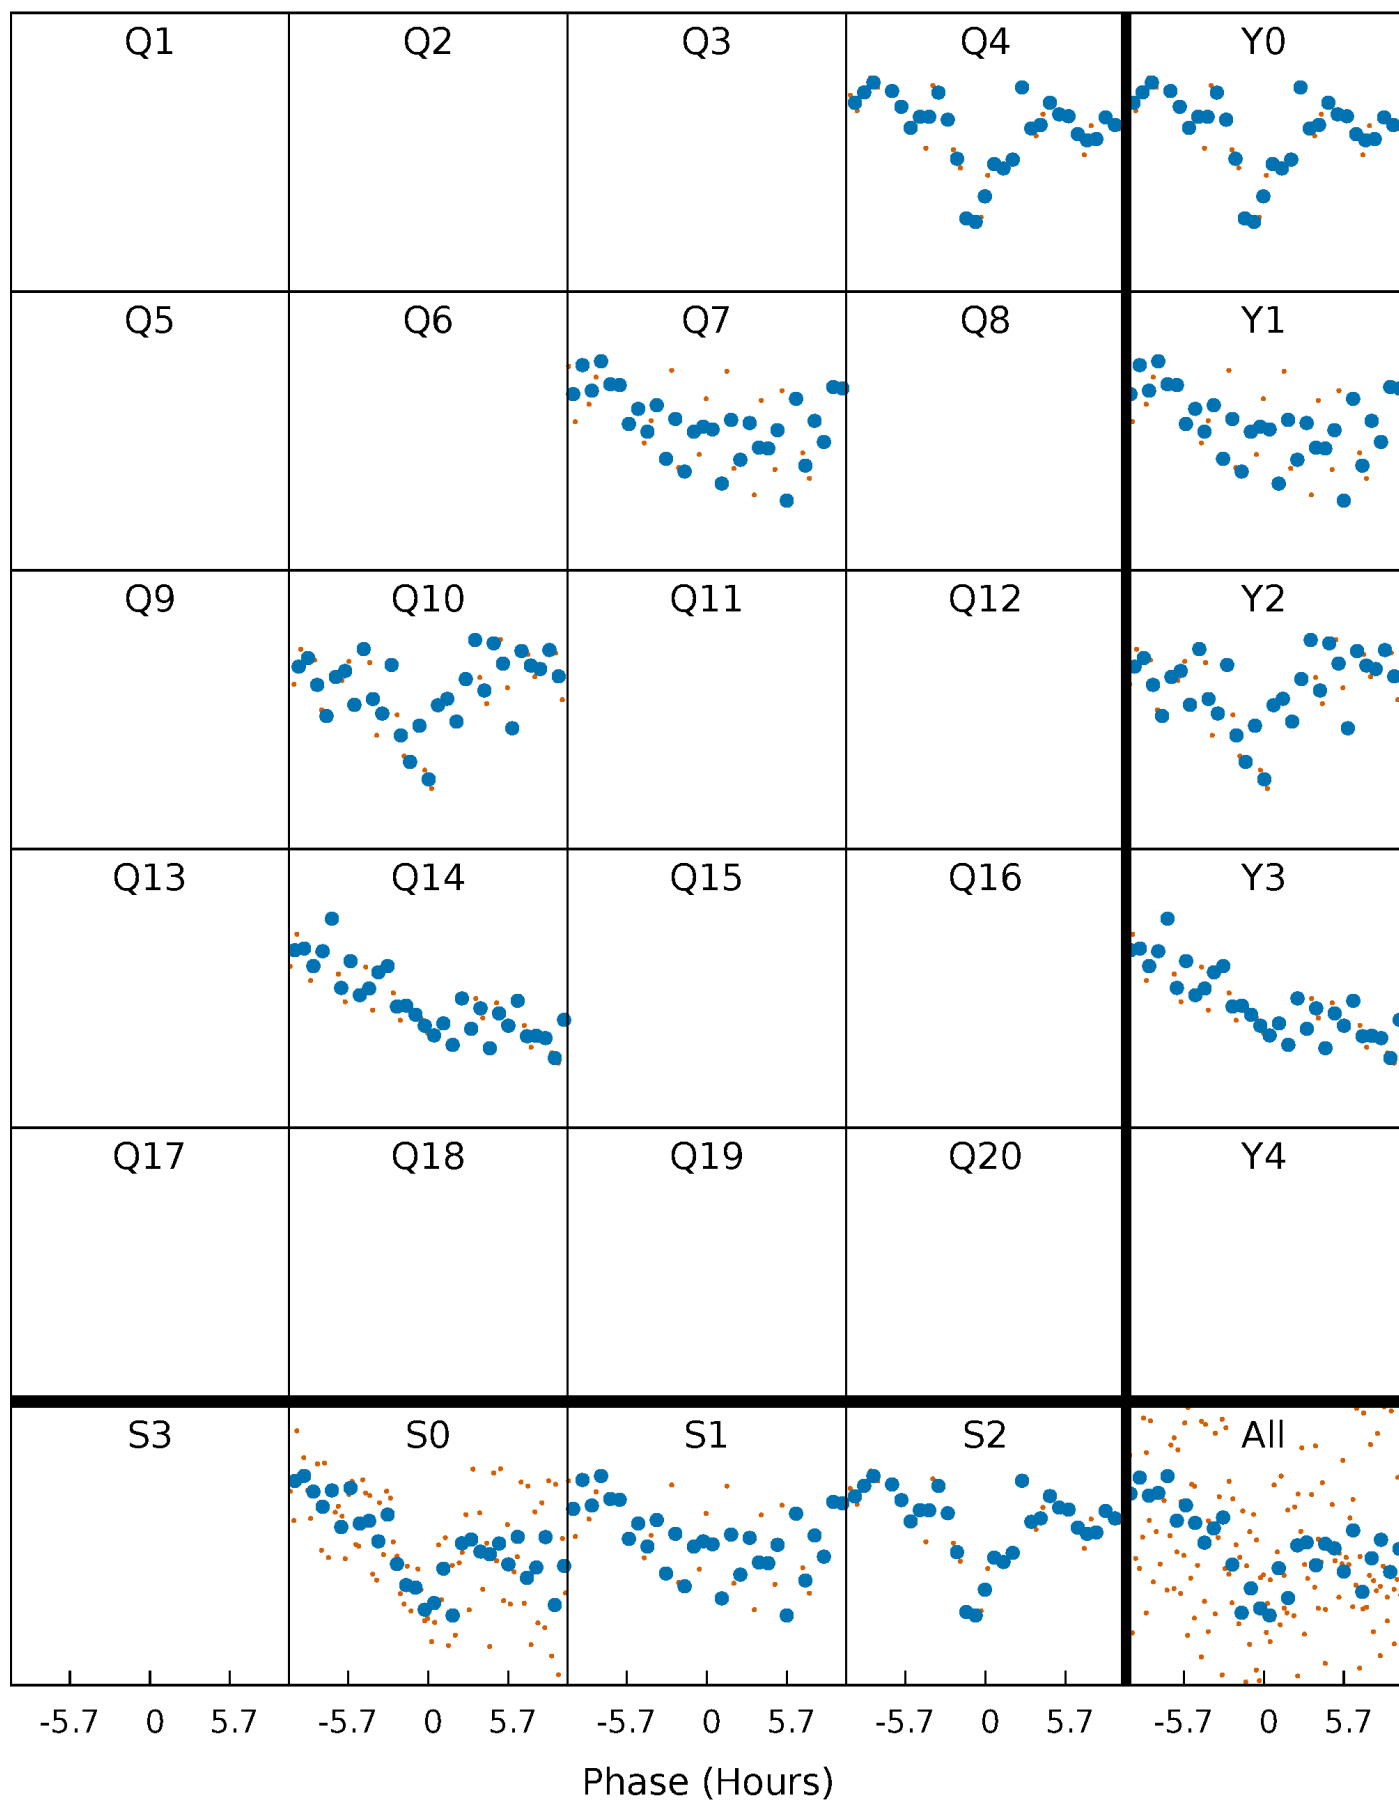 Q1 Q2 Q3 Q4 Y0
Q5 Q6 Q7 Q8 Y1
Q9 Q10 Q11 Q12 Y2
Q13 Q14 Q15 Q16 Y3
Q17 Q18 Q19 Q20 Y4
S3 S0 S1 S2 All
-5.7 0 5.7 -5.7 0 5.7 -5.7 0 5.7 -5.7 0 5.7 -5.7 0 5.7
Phase (Hours)